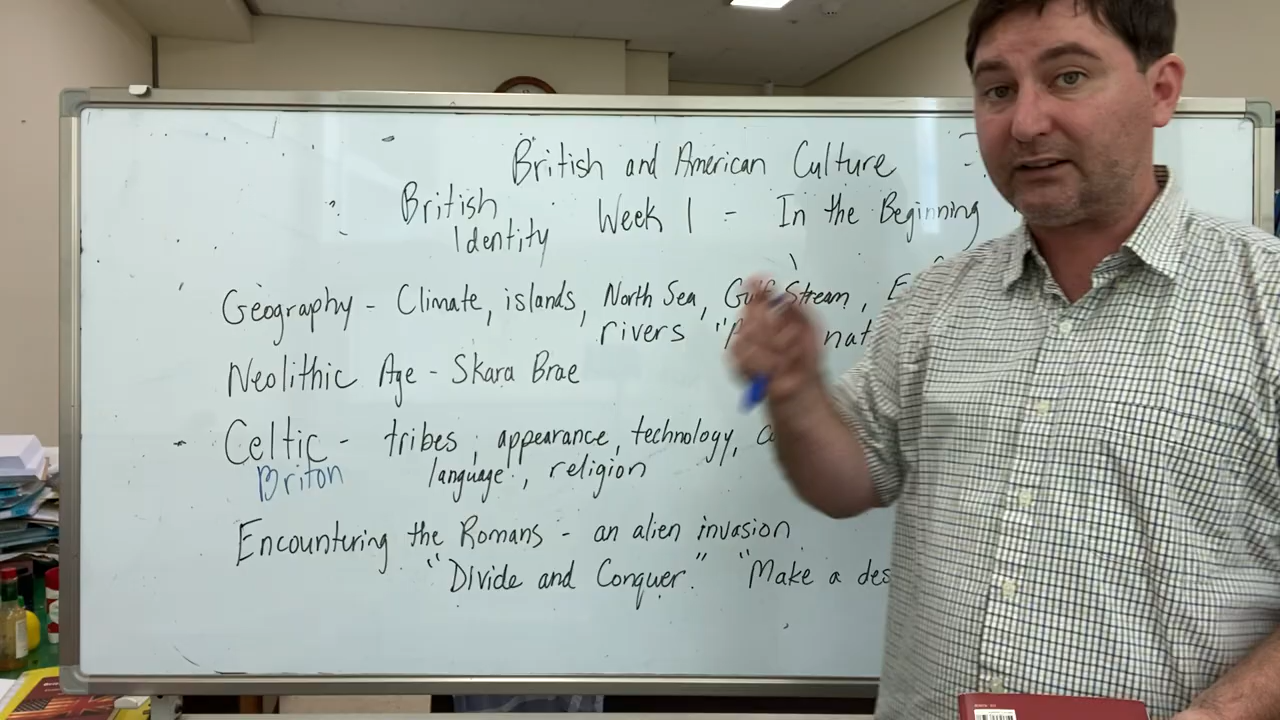 British and American Culture
British Identity Week 1 - In the Beginning
Geography - Climate, islands, North Sea, Gulf Stream,
rivers
Neolithic Age - Skara Brae
Celtic - tribes, appearance, technology,
Briton language, religion
Encountering the Romans - an alien invasion
"Divide and Conquer." "Make a